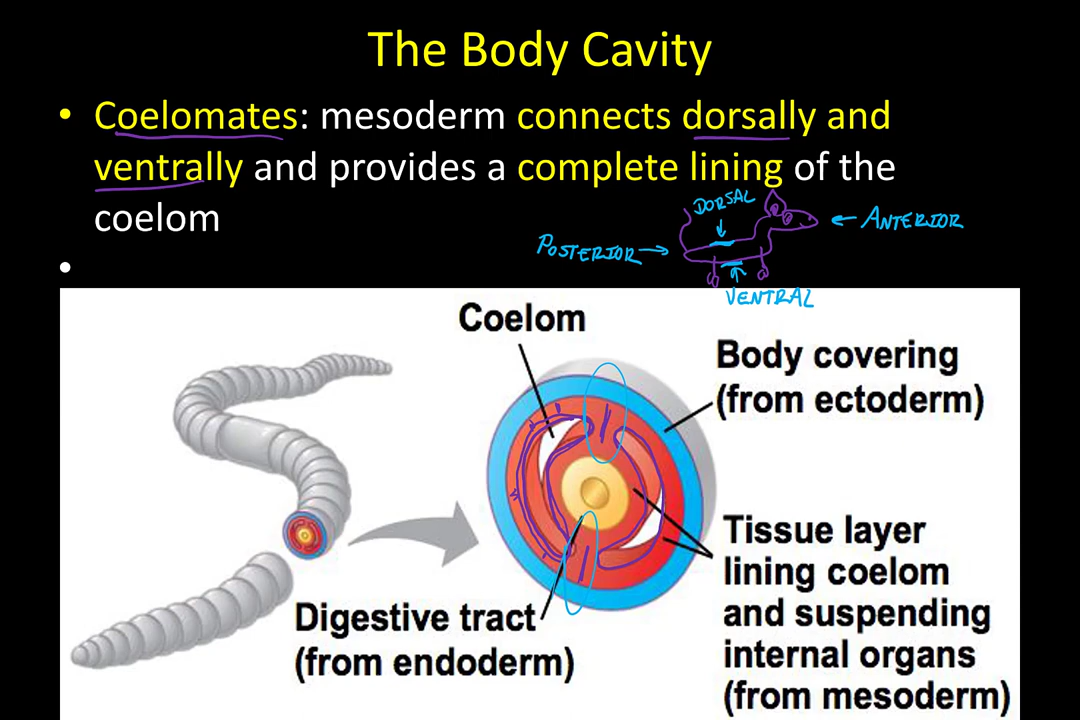 The Body Cavity
• Coelomates: mesoderm connects dorsally and
ventrally and provides a complete lining of the
coelom
•
DORSAL
ANTERIOR
POSTERIOR
VENTRAL
Coelom
Body covering
(from ectoderm)
Tissue layer
lining coelom
and suspending
internal organs
(from mesoderm)
Digestive tract
(from endoderm)